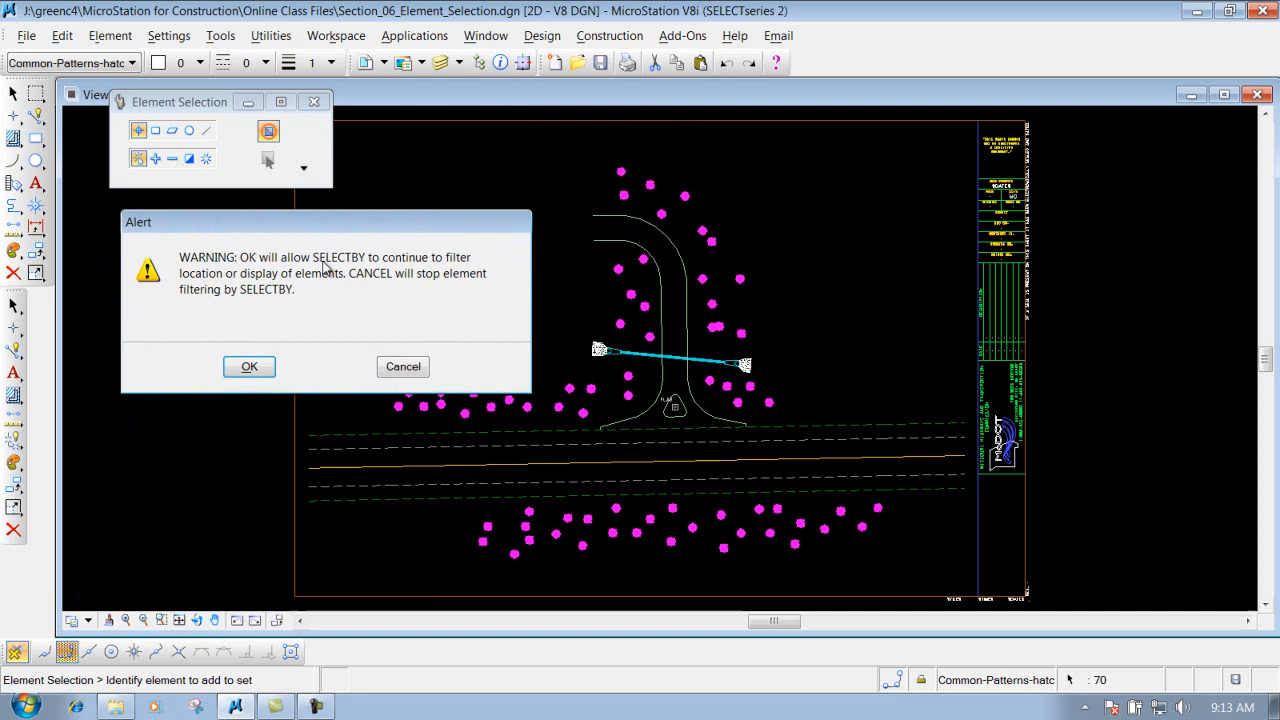 J:\greenc4\MicroStation for Construction\Online Class Files\Section_06_Element_Selection.dgn [2D - V8 DGN] - MicroStation V8i (SELECTseries 2)
File Edit Element Settings Tools Utilities Workspace Applications Window Design Construction Add-Ons Help Email
Common-Patterns-hatc 0 0 1
View
Element Selection
Alert
WARNING: OK will allow SELECTBY to continue to filter
location or display of elements. CANCEL will stop element
filtering by SELECTBY.
OK Cancel
Element Selection > Identify element to add to set
Common-Patterns-hatc : 70
9:13 AM